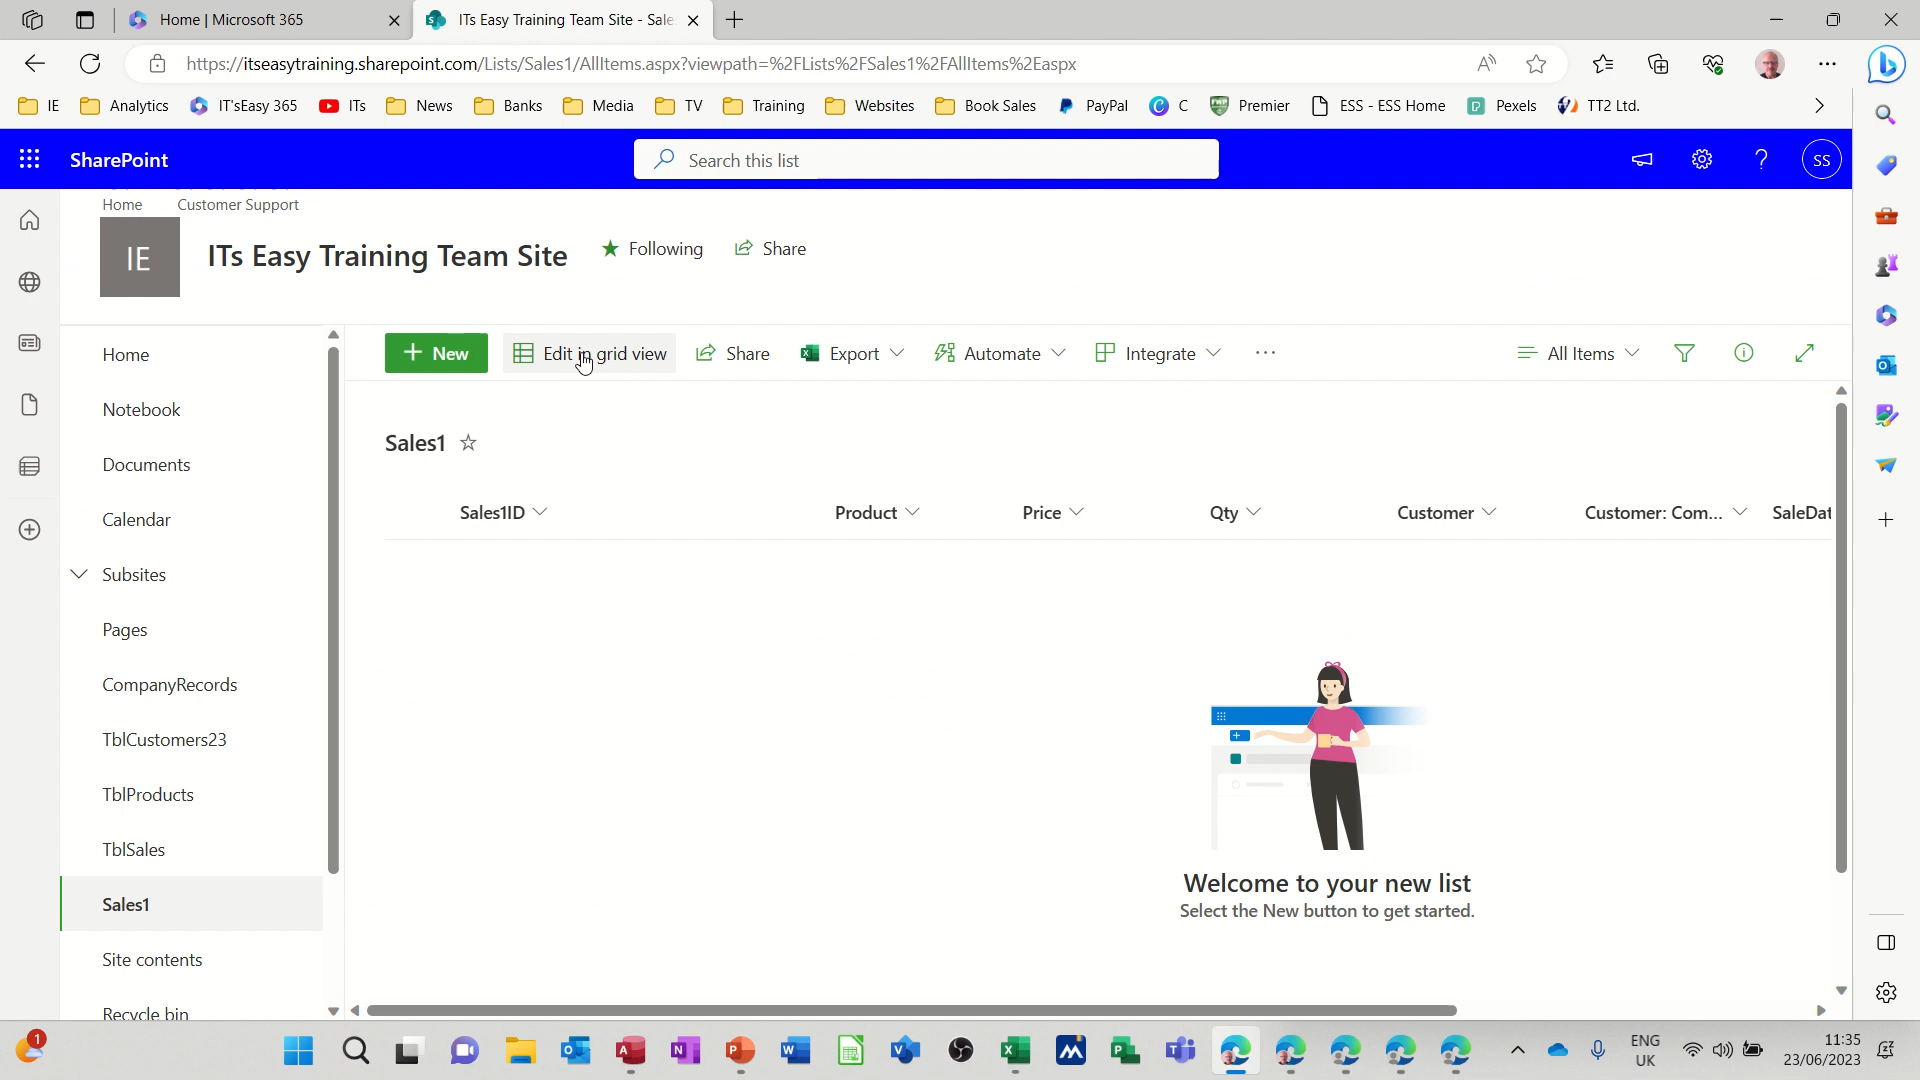 Home | Microsoft 365
ITs Easy Training Team Site - Sale
https://itseasytraining.sharepoint.com/Lists/Sales1/AllItems.aspx?viewpath=%2FLists%2FSales1%2FAllItems%2Easpx
IE Analytics IT'sEasy 365 ITs News Banks Media TV Training Websites Book Sales PayPal C Premier ESS - ESS Home Pexels TT2 Ltd.
SharePoint
Search this list
SS
Home Customer Support
IE
ITs Easy Training Team Site
Following
Share
Home
Notebook
Documents
Calendar
Subsites
Pages
CompanyRecords
TblCustomers23
TblProducts
TblSales
Sales1
Site contents
Recycle bin
New
Edit in grid view
Share
Export
Automate
Integrate
All Items
Sales1
Sales1ID Product Price Qty Customer Customer: Com... SaleDat
Welcome to your new list
Select the New button to get started.
1
ENG
UK
11:35
23/06/2023